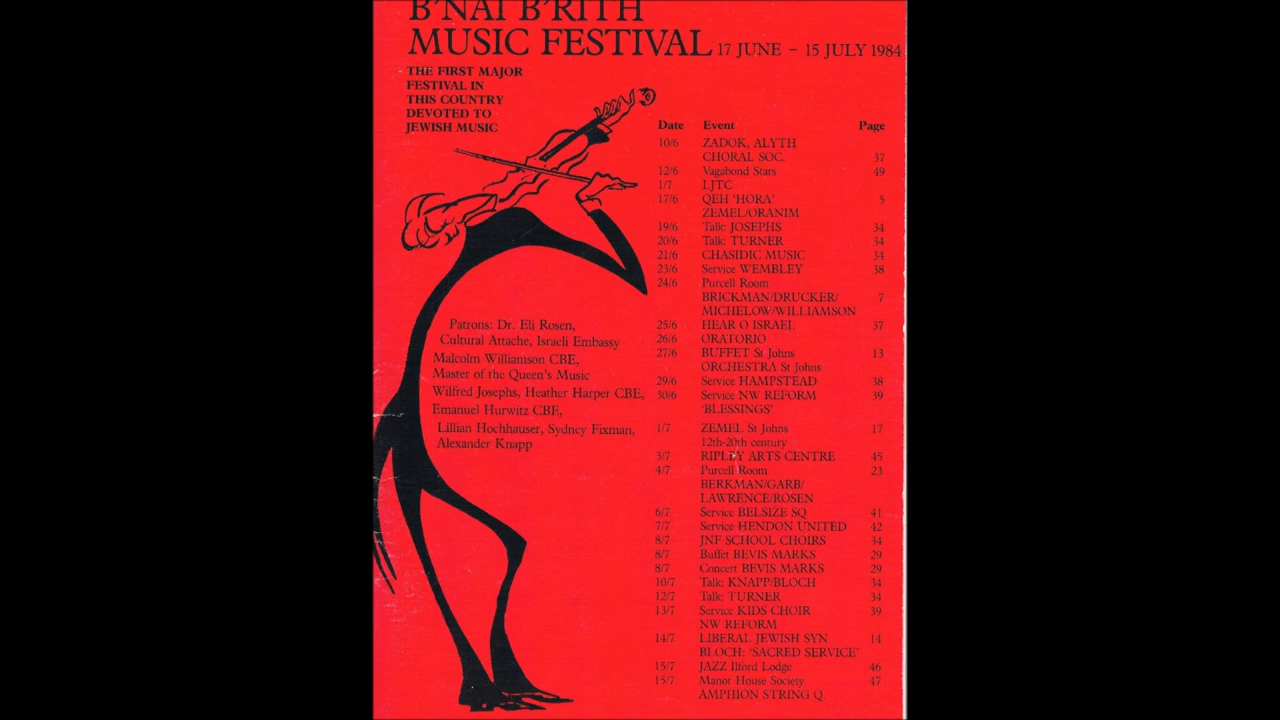 B'NAI B'RITH
MUSIC FESTIVAL 17 JUNE – 15 JULY 1984
THE FIRST MAJOR
FESTIVAL IN
THIS COUNTRY
DEVOTED TO
JEWISH MUSIC
Patrons: Dr. Eli Rosen,
Cultural Attache, Israeli Embassy
Malcolm Williamson CBE,
Master of the Queen's Music
Wilfred Josephs, Heather Harper CBE,
Emanuel Hurwitz CBE,
Lillian Hochhauser, Sydney Fixman,
Alexander Knapp
Date Event Page
10/6 ZADOK, ALYTH
CHORAL SOC. 37
12/6 Vagabond Stars 49
1/7 LJTC
17/6 QEH 'HORA' 5
ZEMEL/ORANIM
19/6 Talk: JOSEPHS 34
20/6 Talk: TURNER 34
21/6 CHASIDIC MUSIC 34
23/6 Service WEMBLEY 38
24/6 Purcell Room
BRICKMAN/DRUCKER/ 7
MICHELOW/WILLIAMSON
25/6 HEAR O ISRAEL 37
26/6 ORATORIO
27/6 BUFFET St Johns 13
ORCHESTRA St Johns
29/6 Service HAMPSTEAD 38
30/6 Service NW REFORM 39
'BLESSINGS'
1/7 ZEMEL St Johns 17
12th-20th century
3/7 RIPLEY ARTS CENTRE 45
4/7 Purcell Room 23
BERKMAN/GARB/
LAWRENCE/ROSEN
6/7 Service BELSIZE SQ 41
7/7 Service HENDON UNITED 42
8/7 JNF SCHOOL CHOIRS 34
8/7 Buffet BEVIS MARKS 29
8/7 Concert BEVIS MARKS 29
10/7 Talk: KNAPP/BLOCH 34
12/7 Talk: TURNER 34
13/7 Service KIDS CHOIR 39
NW REFORM
14/7 LIBERAL JEWISH SYN 14
BLOCH: 'SACRED SERVICE'
15/7 JAZZ Ilford Lodge 46
15/7 Manor House Society 47
AMPHION STRING Q.